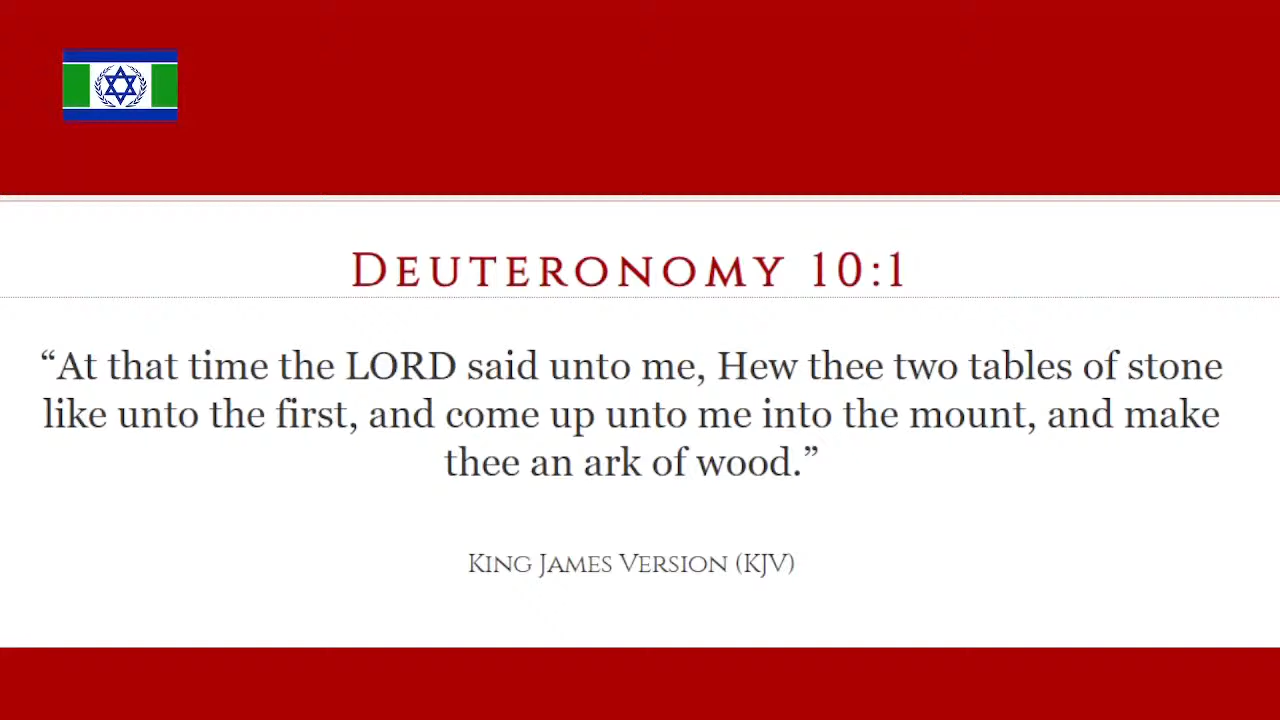 Deuteronomy 10:1
“At that time the LORD said unto me, Hew thee two tables of stone
like unto the first, and come up unto me into the mount, and make
thee an ark of wood.”
King James Version (KJV)